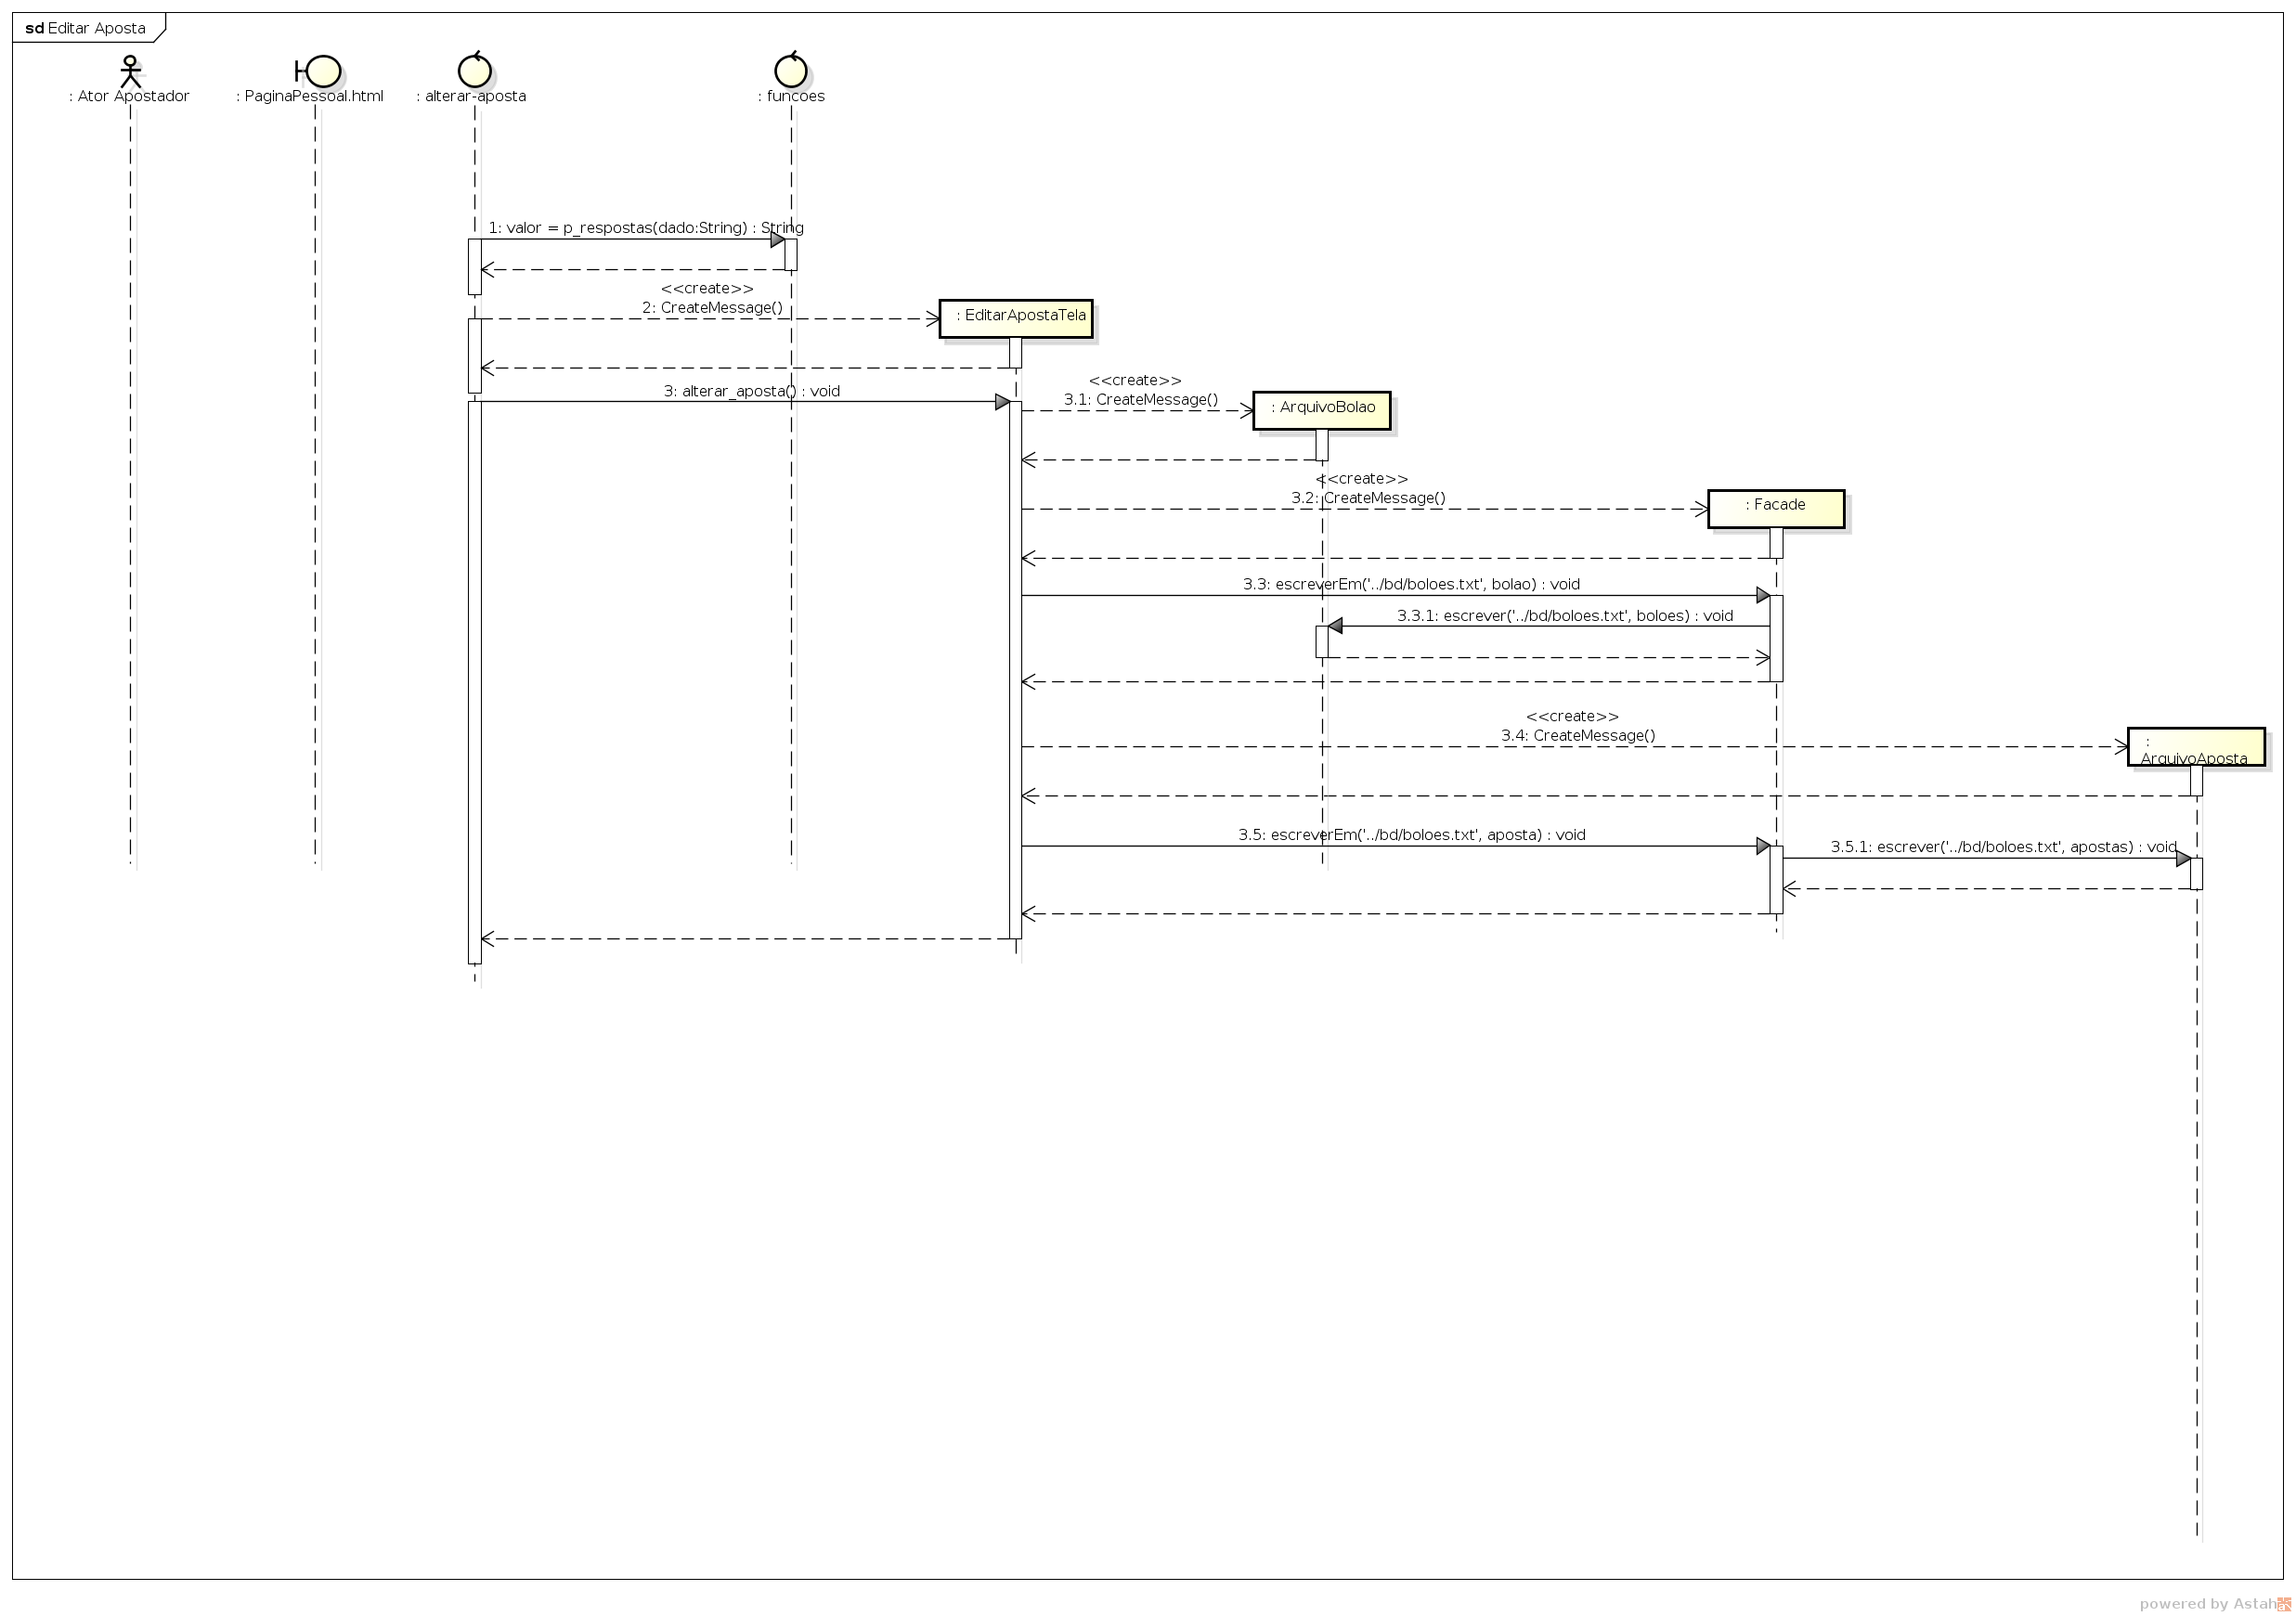 sd Editar Aposta
: Ator Apostador
: PaginaPessoal.html
: alterar-aposta
: funcoes
1: valor = p_respostas(dado:String) : String
<<create>>
2: CreateMessage()
: EditarApostaTela
3: alterar_aposta() : void
<<create>>
3.1: CreateMessage()
: ArquivoBolao
<<create>>
3.2: CreateMessage()
: Facade
3.3: escreverEm('../bd/boloes.txt', bolao) : void
3.3.1: escrever('../bd/boloes.txt', boloes) : void
<<create>>
3.4: CreateMessage()
:
ArquivoAposta
3.5: escreverEm('../bd/boloes.txt', aposta) : void
3.5.1: escrever('../bd/boloes.txt', apostas) : void
powered by Astah